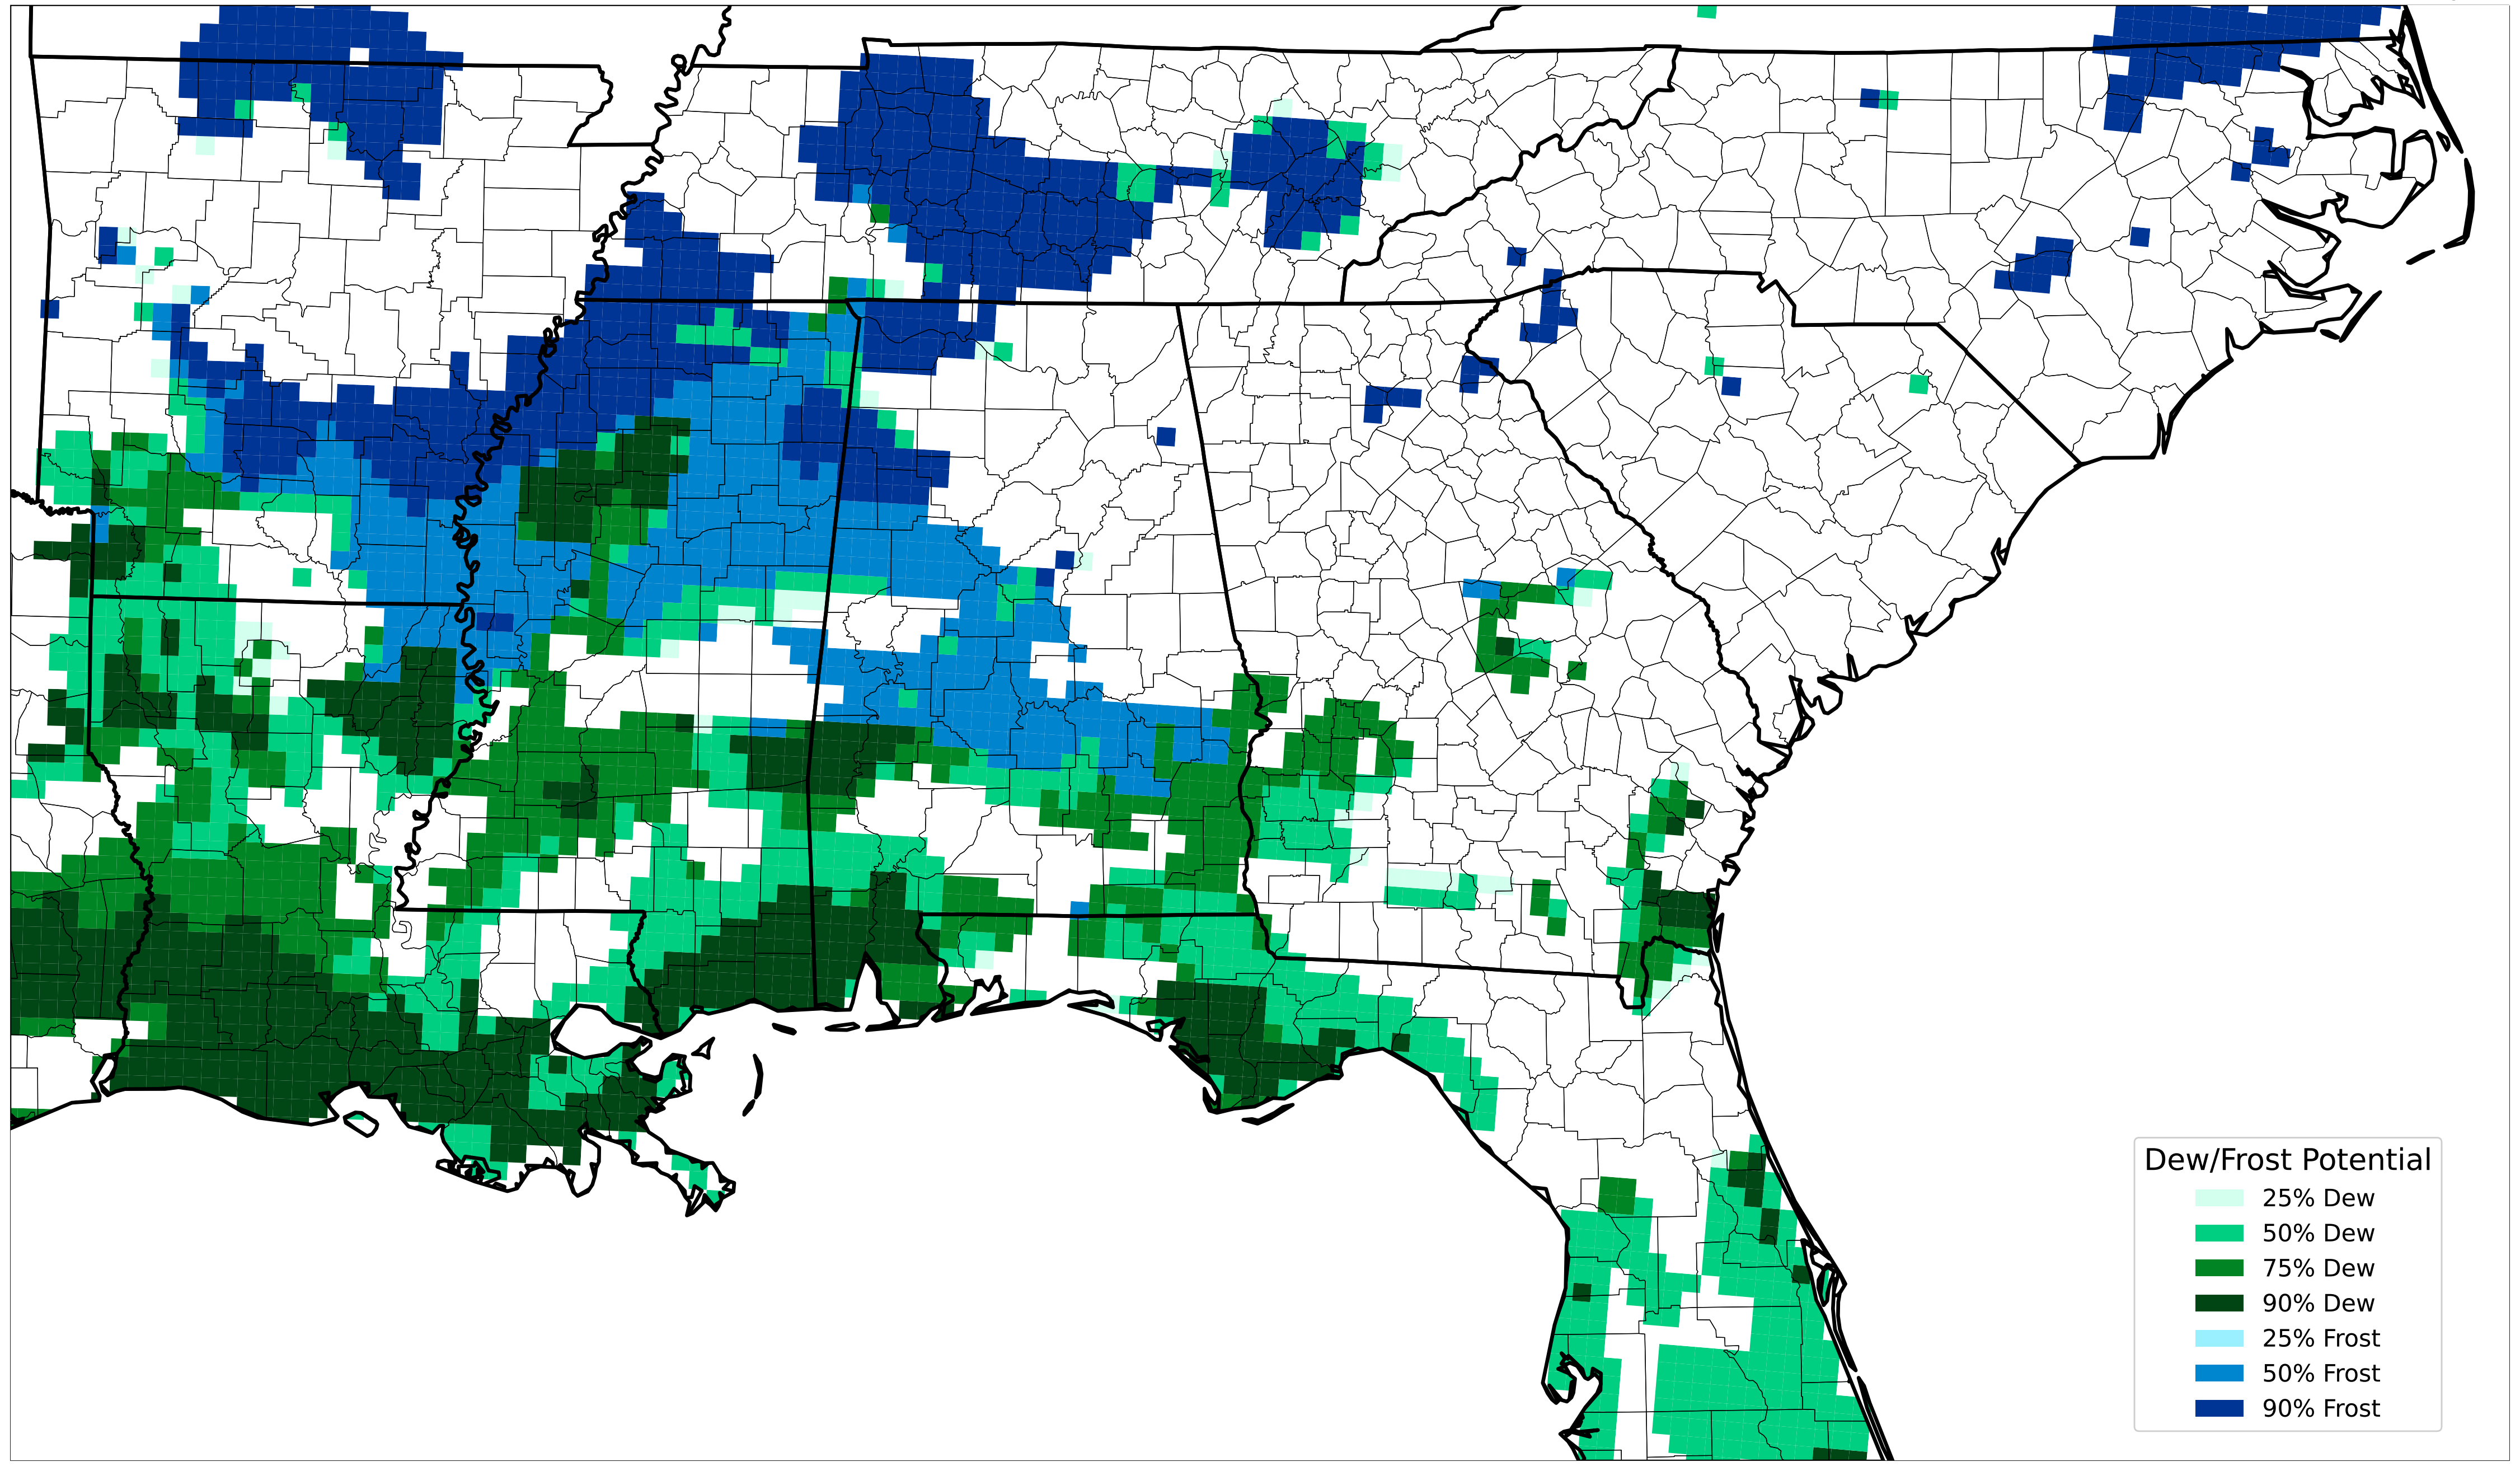 Dew/Frost Potential
25% Dew
50% Dew
75% Dew
90% Dew
25% Frost
50% Frost
90% Frost